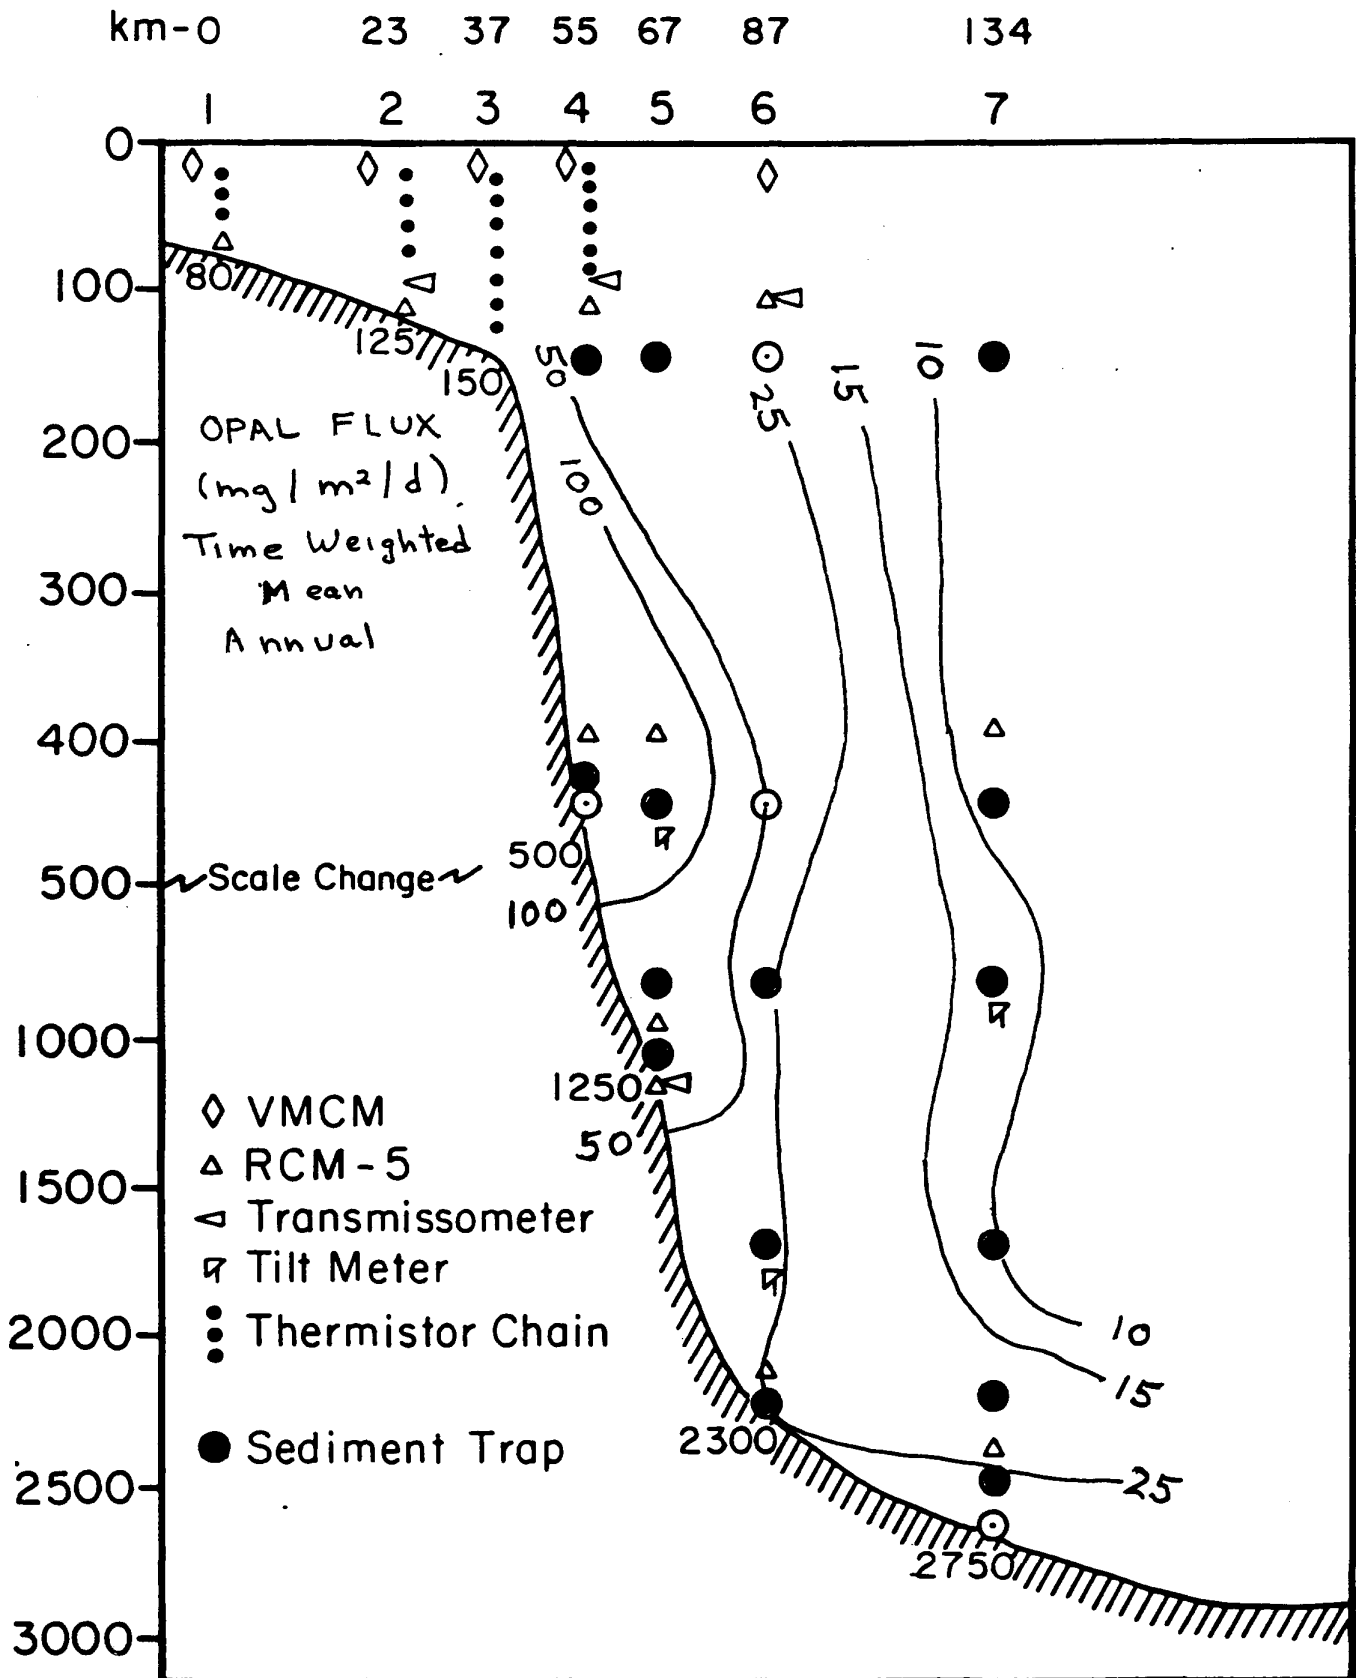 km-0 23 37 55 67 87 134
1 2 3 4 5 6 7
0
100
200
300
400
500
1000
1500
2000
2500
3000
80
125
150
OPAL FLUX
(mg/m²/d)
Time Weighted
Mean
Annual
50
100
25
15
10
500
Scale Change
100
1250
50
VMCM
RCM-5
Transmissometer
Tilt Meter
Thermistor Chain
Sediment Trap
10
15
2300
25
2750